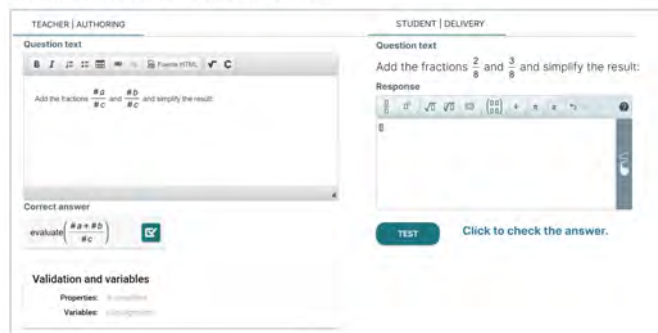 TEACHER | AUTHORING
Question text
B I Fuente HTML √ C
Add the fractions #a/#c and #b/#c and simplify the result:
Correct answer
evaluate(#a+#b/#c)
Validation and variables
Properties:
Variables:
STUDENT | DELIVERY
Question text
Add the fractions 2/8 and 3/8 and simplify the result:
Response
TEST Click to check the answer.